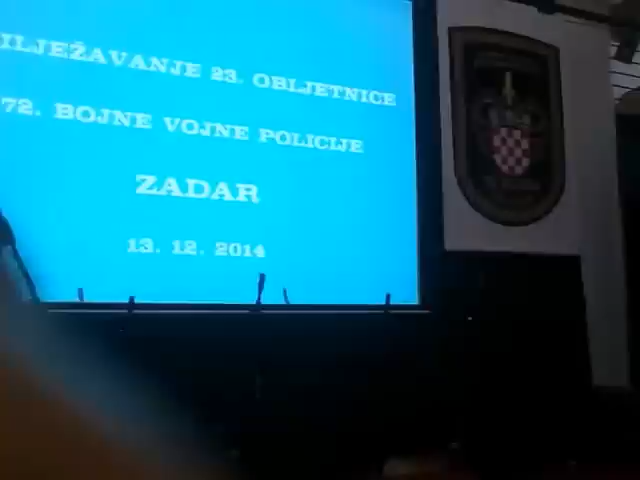 ILJEŽAVANJE 23. OBLJETNICE
72. BOJNE VOJNE POLICIJE
ZADAR
13. 12. 2014